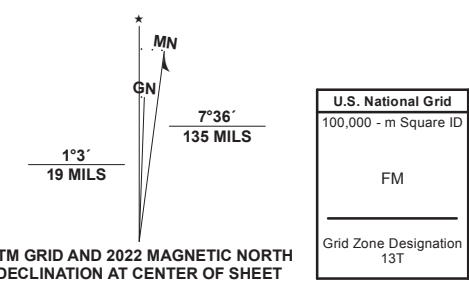 MN
GN
7°36´
135 MILS
1°3´
19 MILS
TM GRID AND 2022 MAGNETIC NORTH
DECLINATION AT CENTER OF SHEET
U.S. National Grid
100,000 - m Square ID
FM
Grid Zone Designation
13T